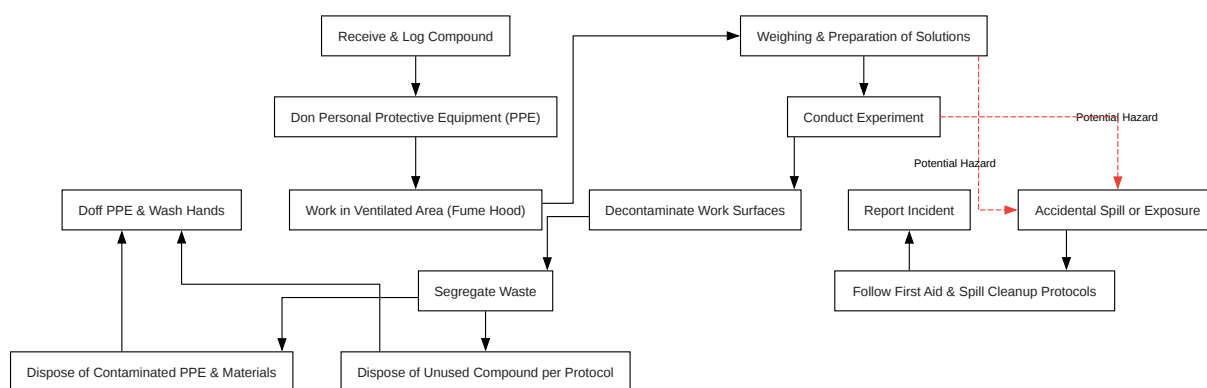 Receive & Log Compound
Weighing & Preparation of Solutions
Don Personal Protective Equipment (PPE)
Conduct Experiment
Potential Hazard
Potential Hazard
Doff PPE & Wash Hands
Work in Ventilated Area (Fume Hood)
Decontaminate Work Surfaces
Report Incident
Accidental Spill or Exposure
Segregate Waste
Follow First Aid & Spill Cleanup Protocols
Dispose of Contaminated PPE & Materials
Dispose of Unused Compound per Protocol